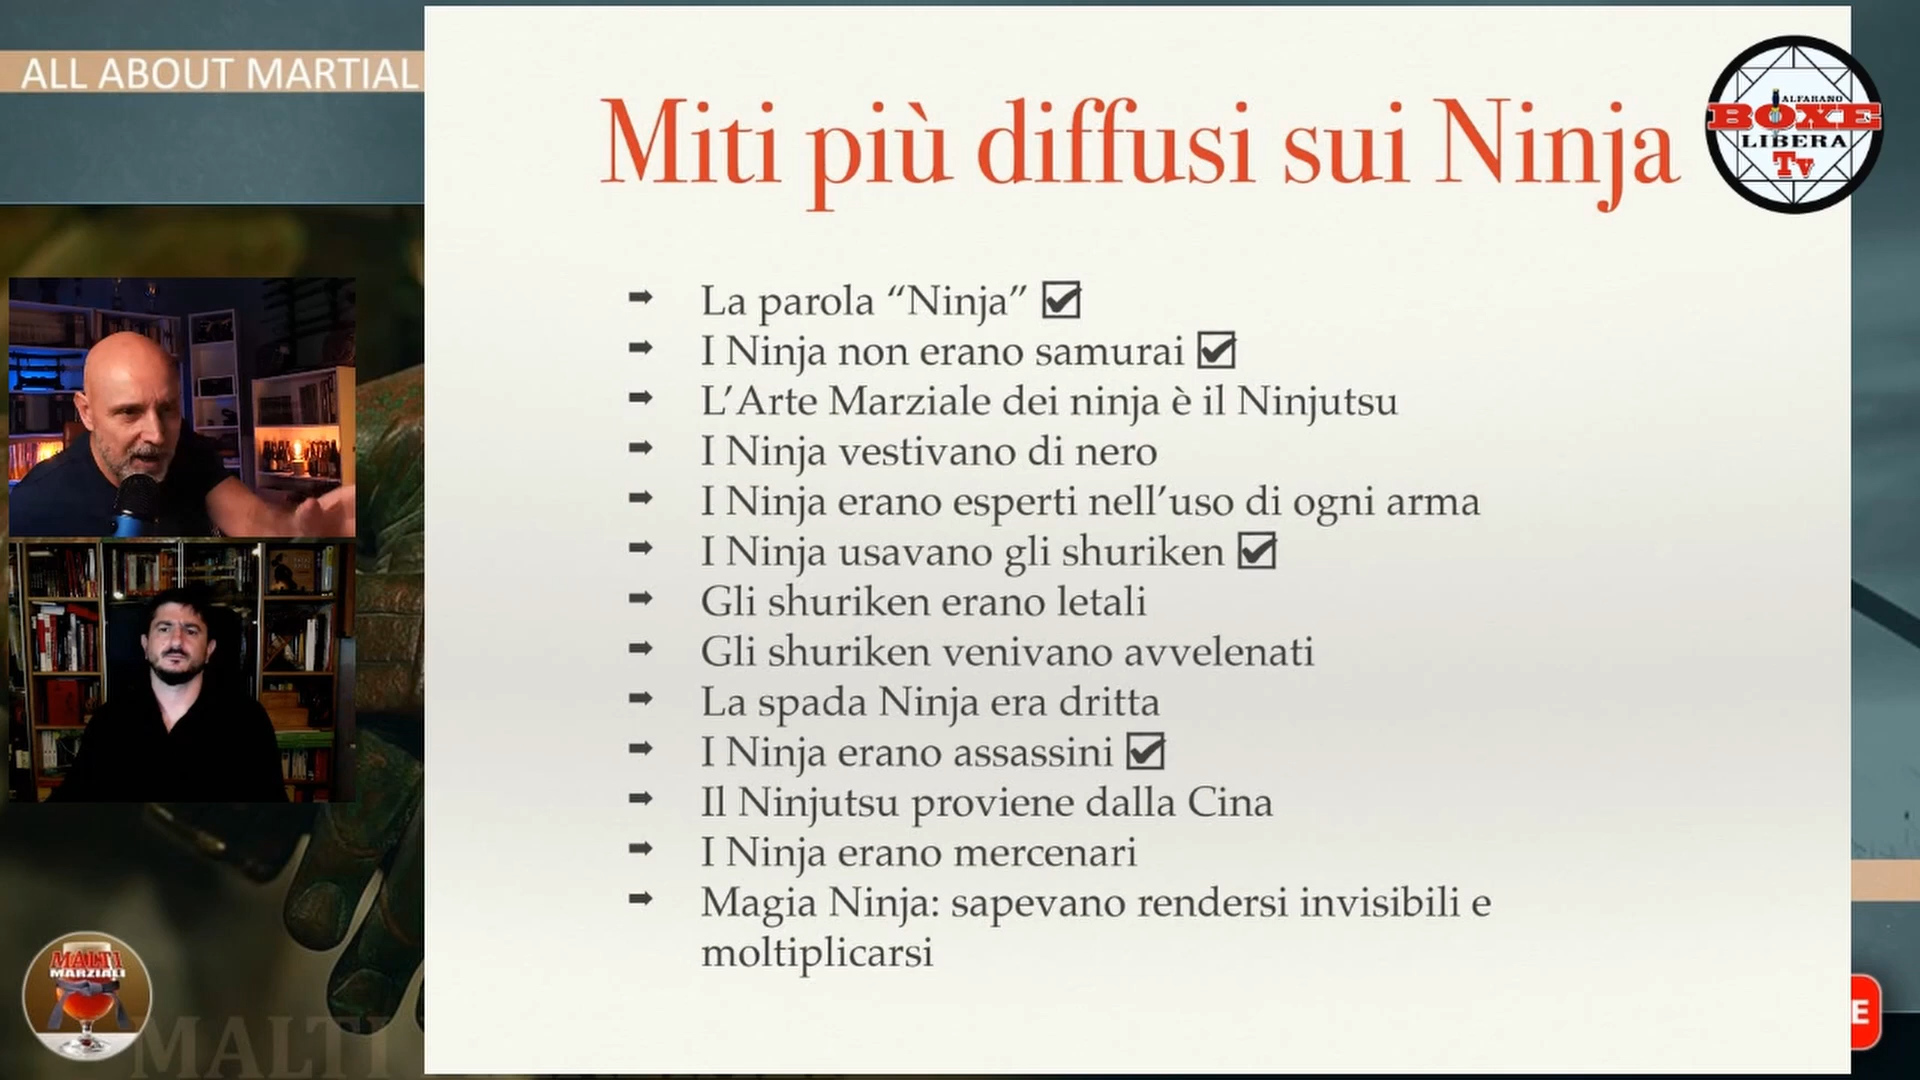 ALL ABOUT MARTIAL
Miti più diffusi sui Ninja
ALFARANO
BOXE
LIBERA
Tv
La parola “Ninja” ☑
I Ninja non erano samurai ☑
L’Arte Marziale dei ninja è il Ninjutsu
I Ninja vestivano di nero
I Ninja erano esperti nell’uso di ogni arma
I Ninja usavano gli shuriken ☑
Gli shuriken erano letali
Gli shuriken venivano avvelenati
La spada Ninja era dritta
I Ninja erano assassini ☑
Il Ninjutsu proviene dalla Cina
I Ninja erano mercenari
Magia Ninja: sapevano rendersi invisibili e
moltiplicarsi
MALTI
MARZIALI
MALTI
E